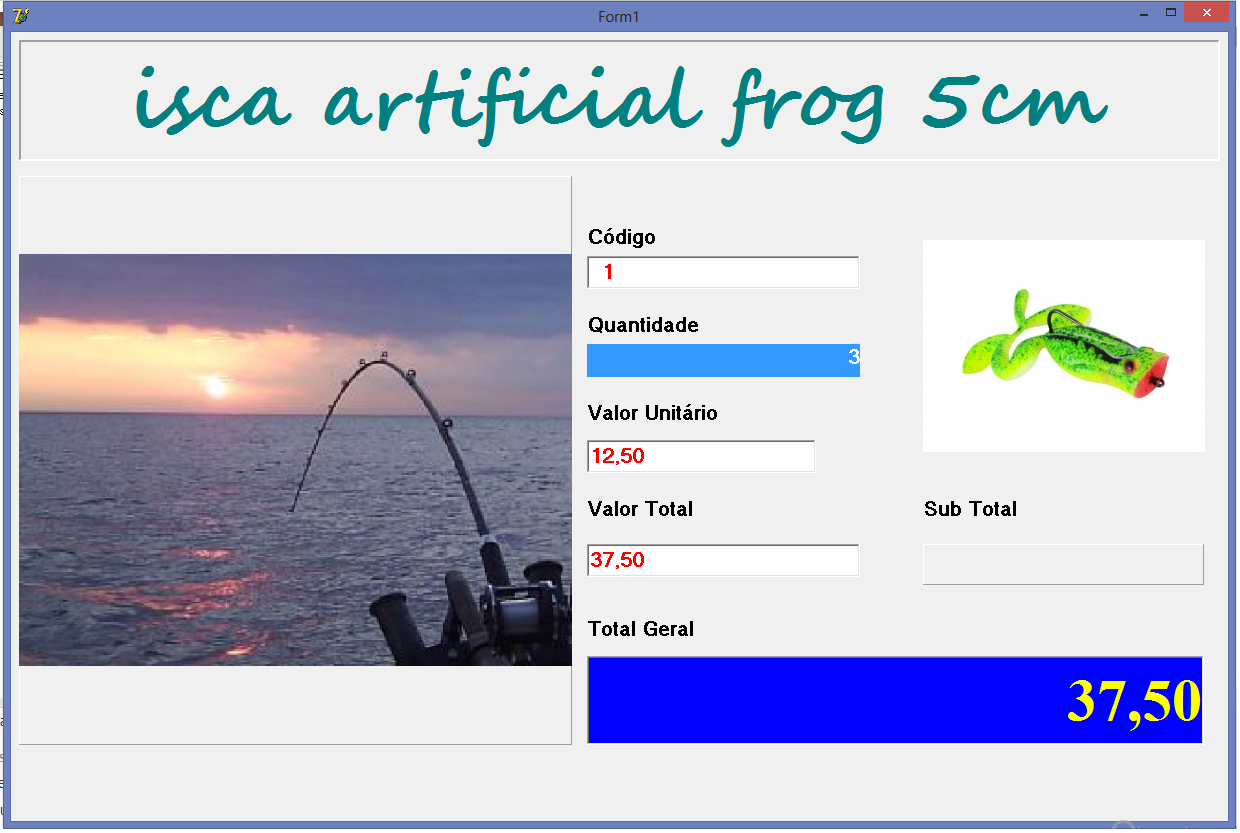 Form1
isca artificial frog 5cm
Código
1
Quantidade
3
Valor Unitário
12,50
Valor Total
37,50
Sub Total
Total Geral
37,50